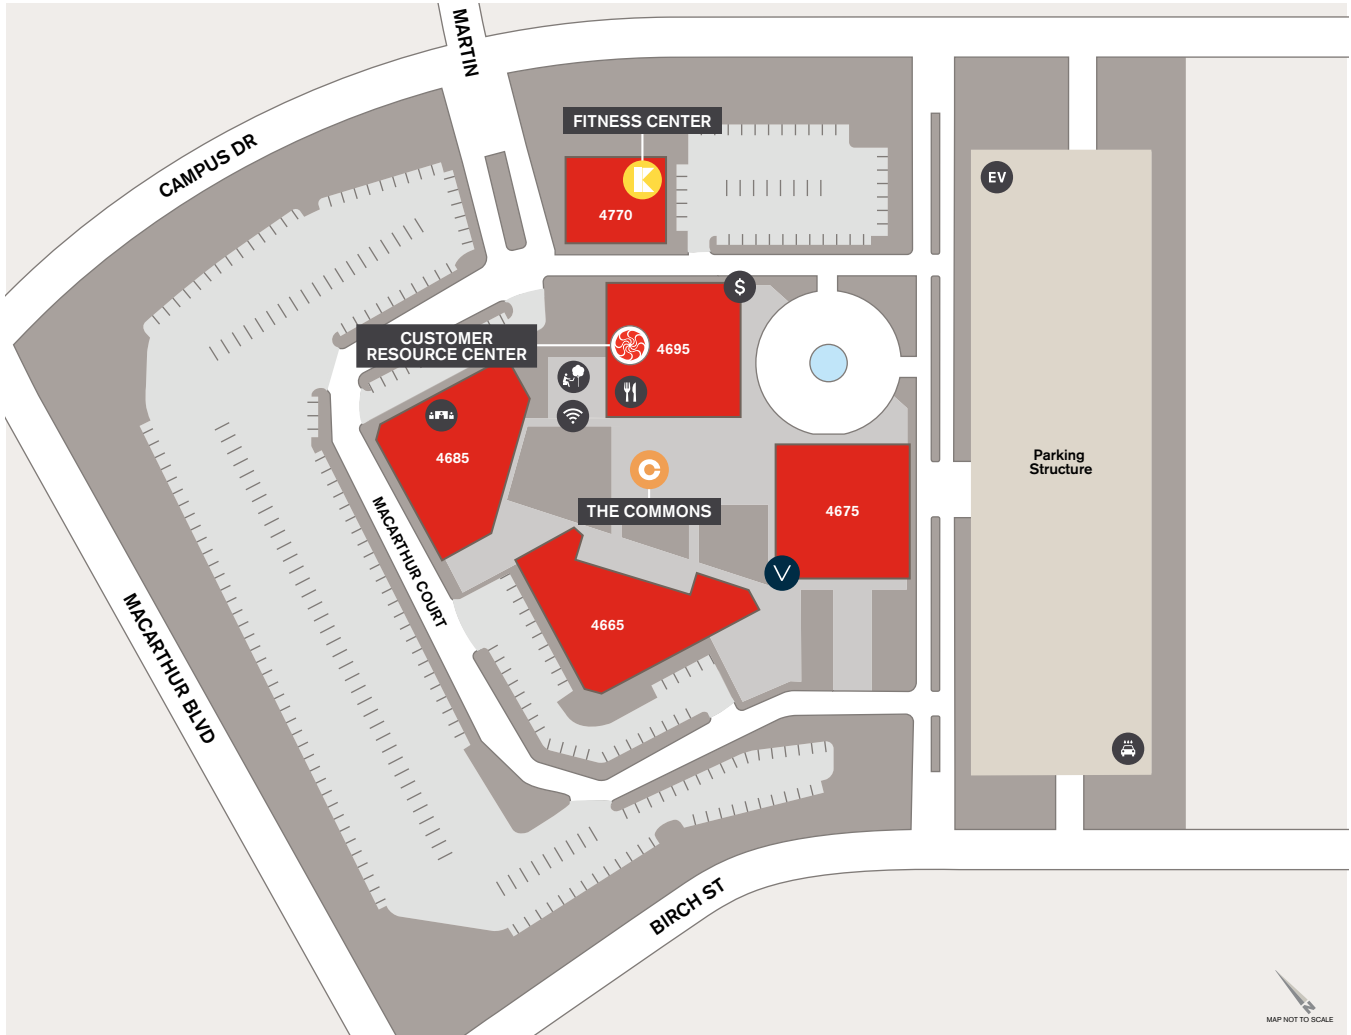 MARTIN
CAMPUS DR
FITNESS CENTER
K
4770
EV
$
CUSTOMER
RESOURCE CENTER
4695
4685
C
THE COMMONS
4675
Parking
Structure
MACARTHUR COURT
V
4665
MACARTHUR BLVD
BIRCH ST
N
MAP NOT TO SCALE